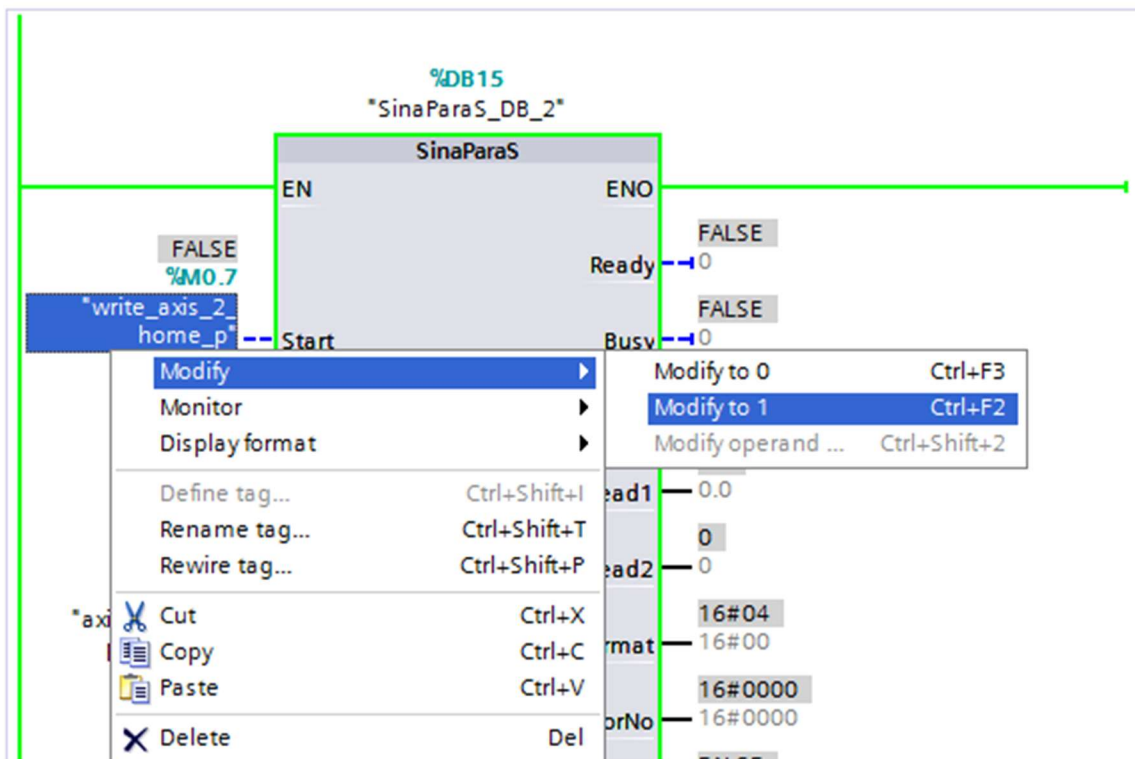 %DB15
"SinaParaS_DB_2"
SinaParaS
EN ENO
FALSE
FALSE
%M0.7
Ready 0
"write_axis_2_
home_p"
FALSE
Start Busy 0
Modify
Modify to 0 Ctrl+F3
Monitor
Modify to 1 Ctrl+F2
Display format
Modify operand ... Ctrl+Shift+2
Define tag... Ctrl+Shift+I
ead1 0.0
Rename tag... Ctrl+Shift+T
0
Rewire tag... Ctrl+Shift+P
ead2 0
"axi
Cut Ctrl+X
16#04
Copy Ctrl+C
rmat 16#00
Paste Ctrl+V
16#0000
orNo 16#0000
Delete Del